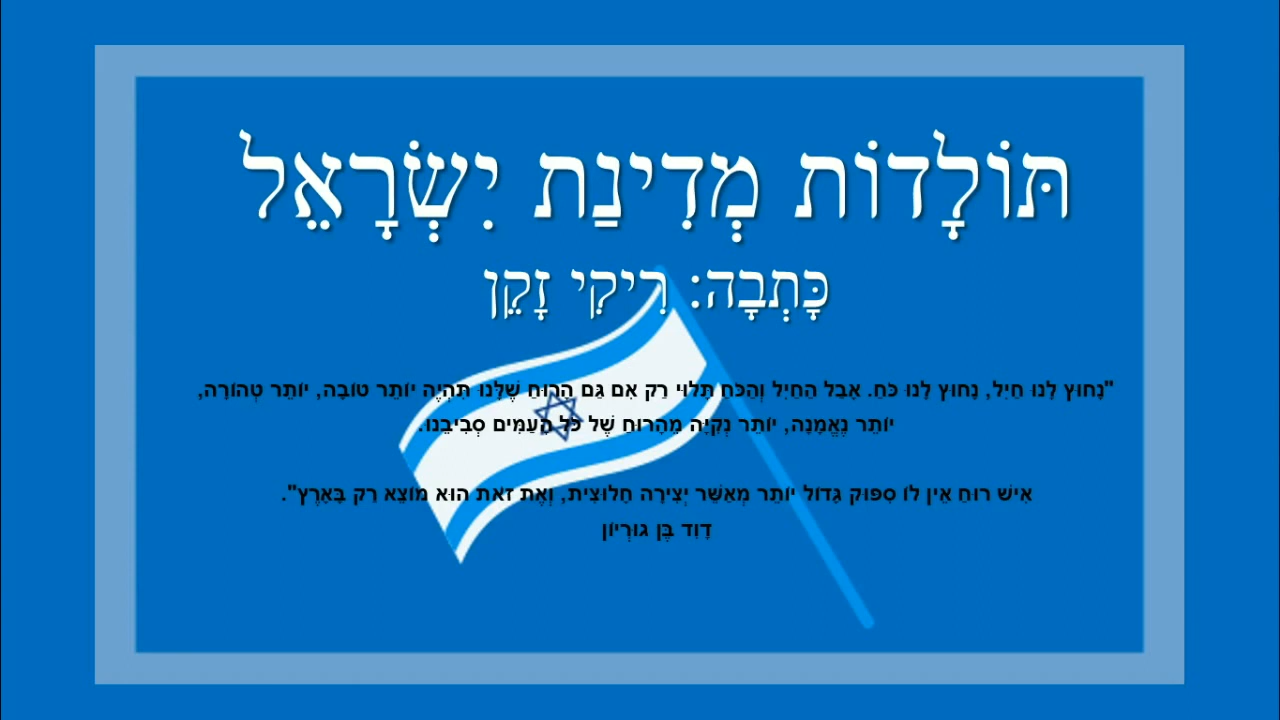 תּוֹלָדוֹת מְדִינַת יִשְׂרָאֵל
כָּתְבָה: רִיקִי זָקֵן
"נָחוּץ לָנוּ חַיִל, נָחוּץ לָנוּ כֹּחַ. אֲבָל הַחַיִל וְהַכֹּחַ תָּלוּי רַק אִם גַּם הָרוּחַ שֶׁלָּנוּ תִּהְיֶה יוֹתֵר טוֹבָה, יוֹתֵר טְהוֹרָה,
יוֹתֵר נֶאֱמָנָה, יוֹתֵר נְקִיָּה מֵהָרוּחַ שֶׁל כֹּל הָעַמִּים סְבִיבֵנוּ.
אִישׁ רוּחַ אֵין לוֹ סִפּוּק גָּדוֹל יוֹתֵר מְאַשֵּׁר יְצִירָה חֲלוּצִית, וְאֶת זֹאת הוּא מוֹצֵא רַק בָּאָרֶץ".
דָּוִד בֶּן גוּרְיוֹן